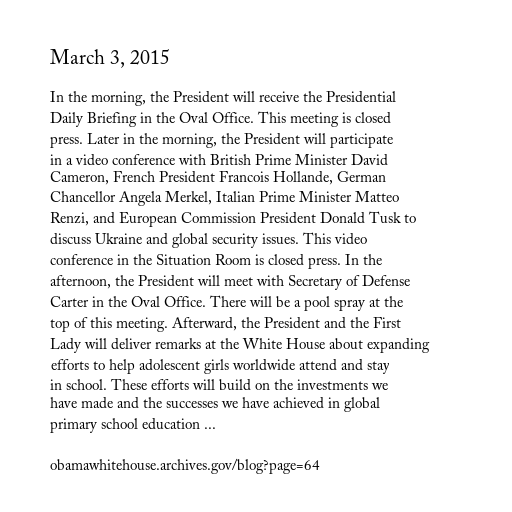 March 3, 2015
In the morning, the President will receive the Presidential
Daily Briefing in the Oval Office. This meeting is closed
press. Later in the morning, the President will participate
in a video conference with British Prime Minister David
Cameron, French President Francois Hollande, German
Chancellor Angela Merkel, Italian Prime Minister Matteo
Renzi, and European Commission President Donald Tusk to
discuss Ukraine and global security issues. This video
conference in the Situation Room is closed press. In the
afternoon, the President will meet with Secretary of Defense
Carter in the Oval Office. There will be a pool spray at the
top of this meeting. Afterward, the President and the First
Lady will deliver remarks at the White House about expanding
efforts to help adolescent girls worldwide attend and stay
in school. These efforts will build on the investments we
have made and the successes we have achieved in global
primary school education ...
obamawhitehouse.archives.gov/blog?page=64